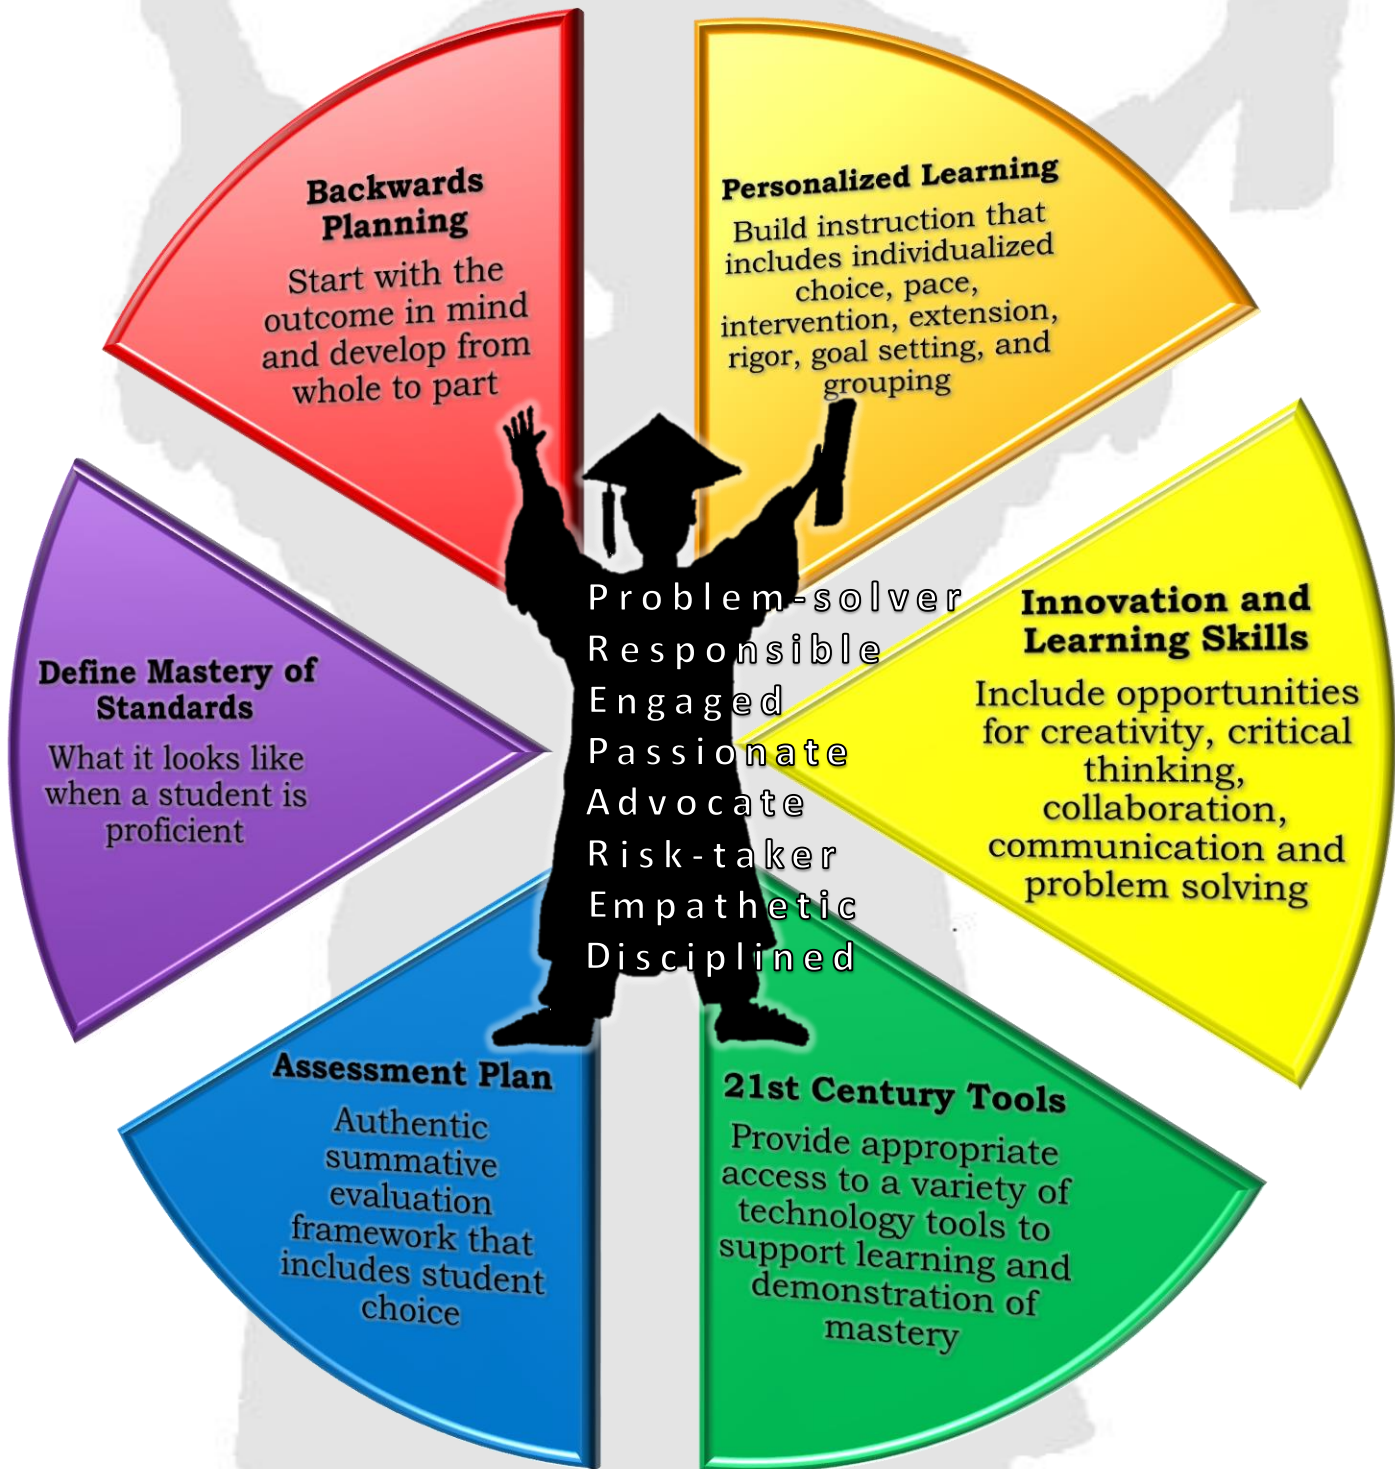 Backwards
Planning
Start with the
outcome in mind
and develop from
whole to part
Personalized Learning
Build instruction that
includes individualized
choice, pace,
intervention, extension,
rigor, goal setting, and
grouping
Innovation and
Learning Skills
Include opportunities
for creativity, critical
thinking,
collaboration,
communication and
problem solving
21st Century Tools
Provide appropriate
access to a variety of
technology tools to
support learning and
demonstration of
mastery
Assessment Plan
Authentic
summative
evaluation
framework that
includes student
choice
Define Mastery of
Standards
What it looks like
when a student is
proficient
Problem-solver
Responsible
Engaged
Passionate
Advocate
Risk-taker
Empathetic
Disciplined